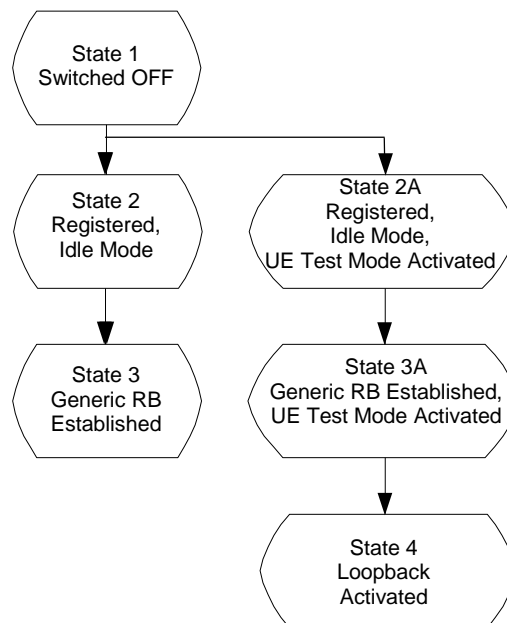 State 1
Switched OFF
State 2
Registered,
Idle Mode
State 2A
Registered,
Idle Mode,
UE Test Mode Activated
State 3
Generic RB
Established
State 3A
Generic RB Established,
UE Test Mode Activated
State 4
Loopback
Activated